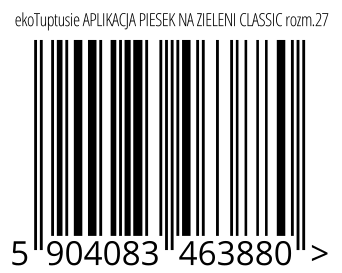 ekoTuptusie APLIKACJA PIESEK NA ZIELENI CLASSIC rozm.27
5 904083 463880 >